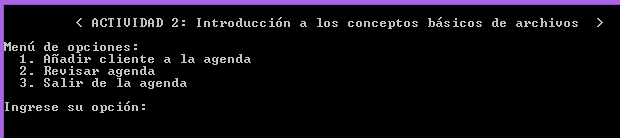 < ACTIVIDAD 2: Introducción a los conceptos básicos de archivos >
Menú de opciones:
1. Añadir cliente a la agenda
2. Revisar agenda
3. Salir de la agenda
Ingrese su opción: